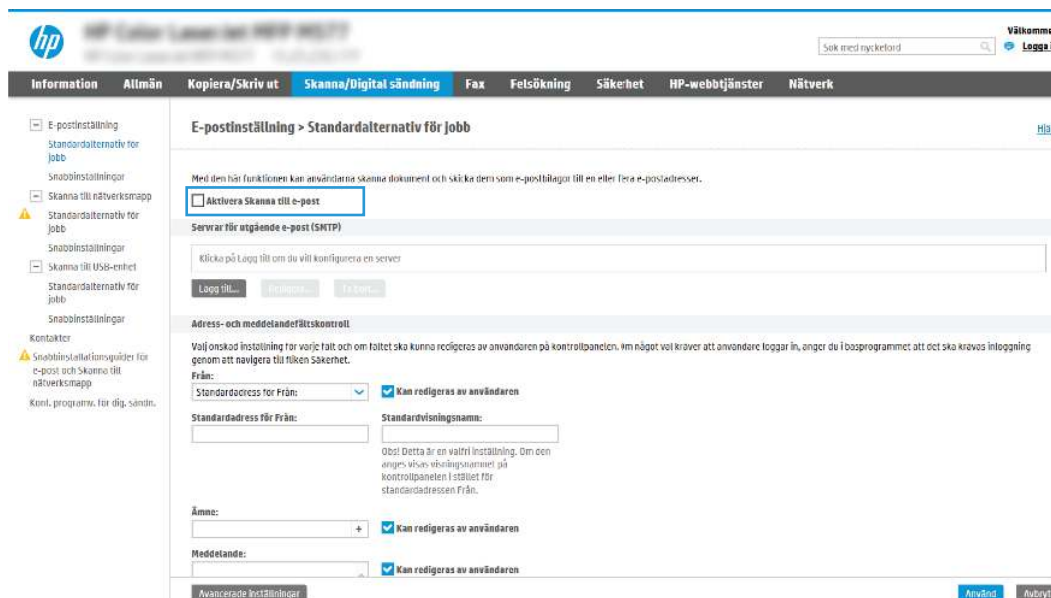 hp
Välkomme
Sök med nyckelord
Logga
Information Allmän Kopiera/Skriv ut Skanna/Digital sändning Fax Felsökning Säkerhet HP-webbtjänster Nätverk
E-postinställning
Standardalternativ för
jobb
Snabbinställningar
Skanna till nätverksmapp
Standardalternativ för
jobb
Snabbinställningar
Skanna till USB-enhet
Standardalternativ för
jobb
Snabbinställningar
Kontakter
Snabbinstallationsguider för
e-post och Skanna till
nätverksmapp
Konf. programv. för dig. sändn.
E-postinställning > Standardalternativ för jobb
Hjä
Med den här funktionen kan användarna skanna dokument och skicka dem som e-postbilagor till en eller flera e-postadresser.
Aktivera Skanna till e-post
Servrar för utgående e-post (SMTP)
Klicka på Lägg till om du vill konfigurera en server
Lägg till... Redigera... Ta bort...
Adress- och meddelandefältskontroll
Välj önskad inställning för varje fält och om fältet ska kunna redigeras av användaren på kontrollpanelen. Om något val kräver att användare loggar in, anger du i basprogrammet att det ska krävas inloggning
genom att navigera till fliken Säkerhet.
Från:
Standardadress för Från: Kan redigeras av användaren
Standardadress för Från: Standardvisningsnamn:
Obs! Detta är en valfri inställning. Om den
anges visas visningsnamnet på
kontrollpanelen i stället för
standardadressen Från.
Ämne:
+ Kan redigeras av användaren
Meddelande:
Kan redigeras av användaren
Avancerade inställningar Använd Avbryt